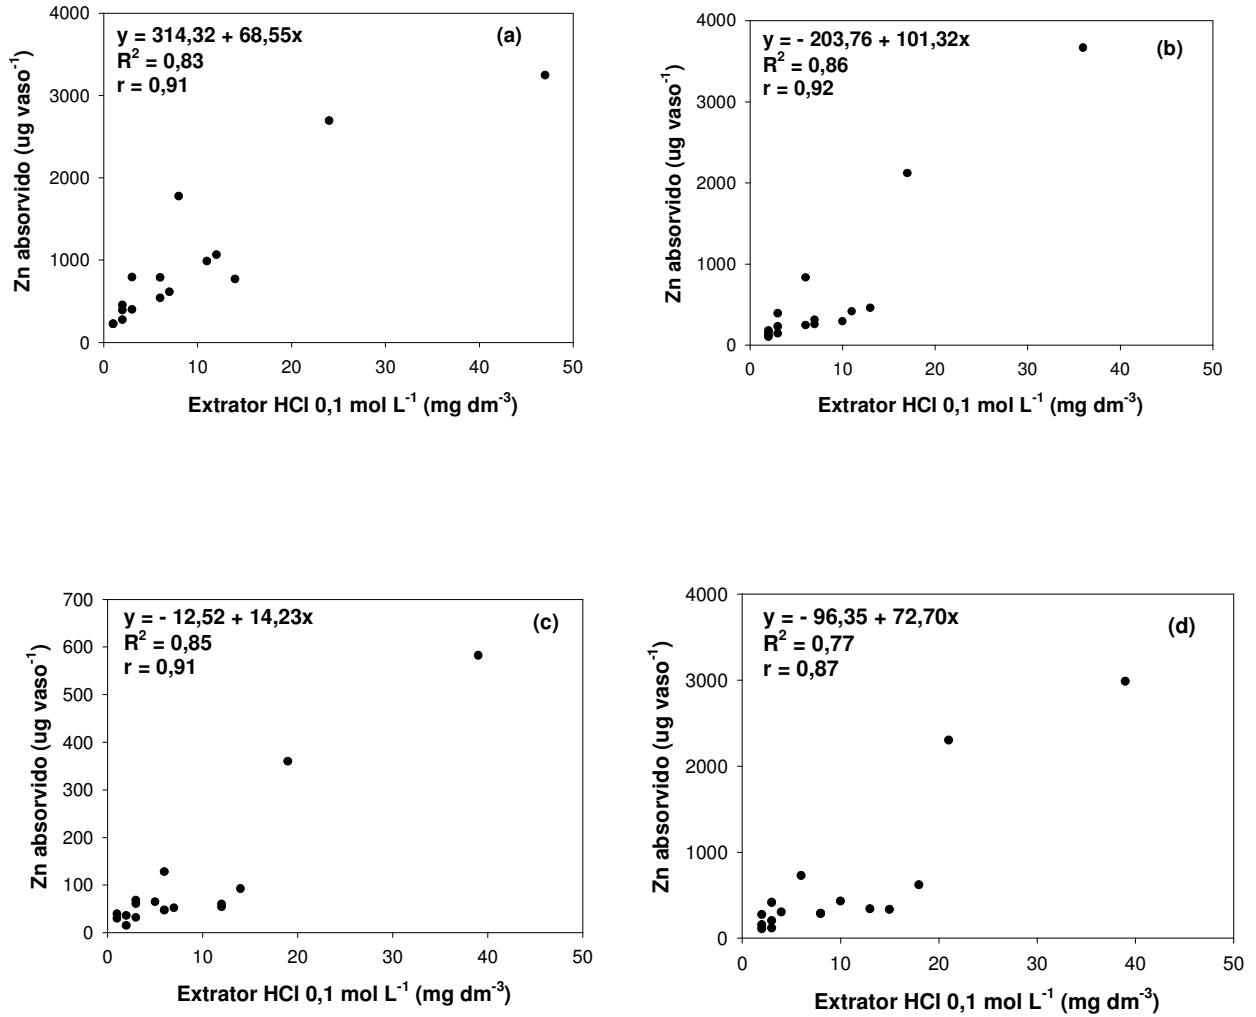 y = 314,32 + 68,55x
R² = 0,83
r = 0,91
(a)
Zn absorvido (ug vaso⁻¹)
4000
3000
2000
1000
0
0 10 20 30 40 50
Extrator HCl 0,1 mol L⁻¹ (mg dm⁻³)
y = - 203,76 + 101,32x
R² = 0,86
r = 0,92
(b)
Zn absorvido (ug vaso⁻¹)
4000
3000
2000
1000
0
0 10 20 30 40 50
Extrator HCl 0,1 mol L⁻¹ (mg dm⁻³)
y = - 12,52 + 14,23x
R² = 0,85
r = 0,91
(c)
Zn absorvido (ug vaso⁻¹)
700
600
500
400
300
200
100
0
0 10 20 30 40 50
Extrator HCl 0,1 mol L⁻¹ (mg dm⁻³)
y = - 96,35 + 72,70x
R² = 0,77
r = 0,87
(d)
Zn absorvido (ug vaso⁻¹)
4000
3000
2000
1000
0
0 10 20 30 40 50
Extrator HCl 0,1 mol L⁻¹ (mg dm⁻³)